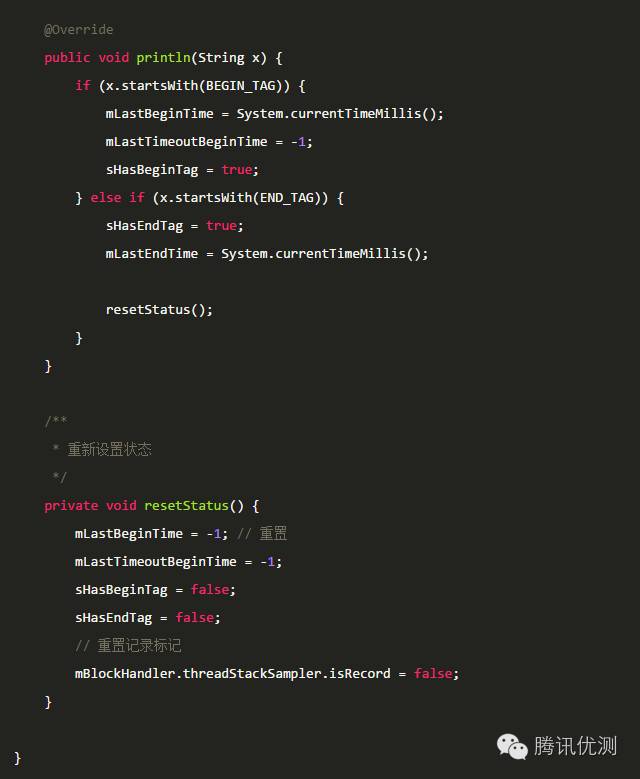 @Override
public void println(String x) {
if (x.startsWith(BEGIN_TAG)) {
mLastBeginTime = System.currentTimeMillis();
mLastTimeoutBeginTime = -1;
sHasBeginTag = true;
} else if (x.startsWith(END_TAG)) {
sHasEndTag = true;
mLastEndTime = System.currentTimeMillis();
resetStatus();
}
}
/**
* 重新设置状态
*/
private void resetStatus() {
mLastBeginTime = -1; // 重置
mLastTimeoutBeginTime = -1;
sHasBeginTag = false;
sHasEndTag = false;
// 重置记录标记
mBlockHandler.threadStackSampler.isRecord = false;
}
}
腾讯优测